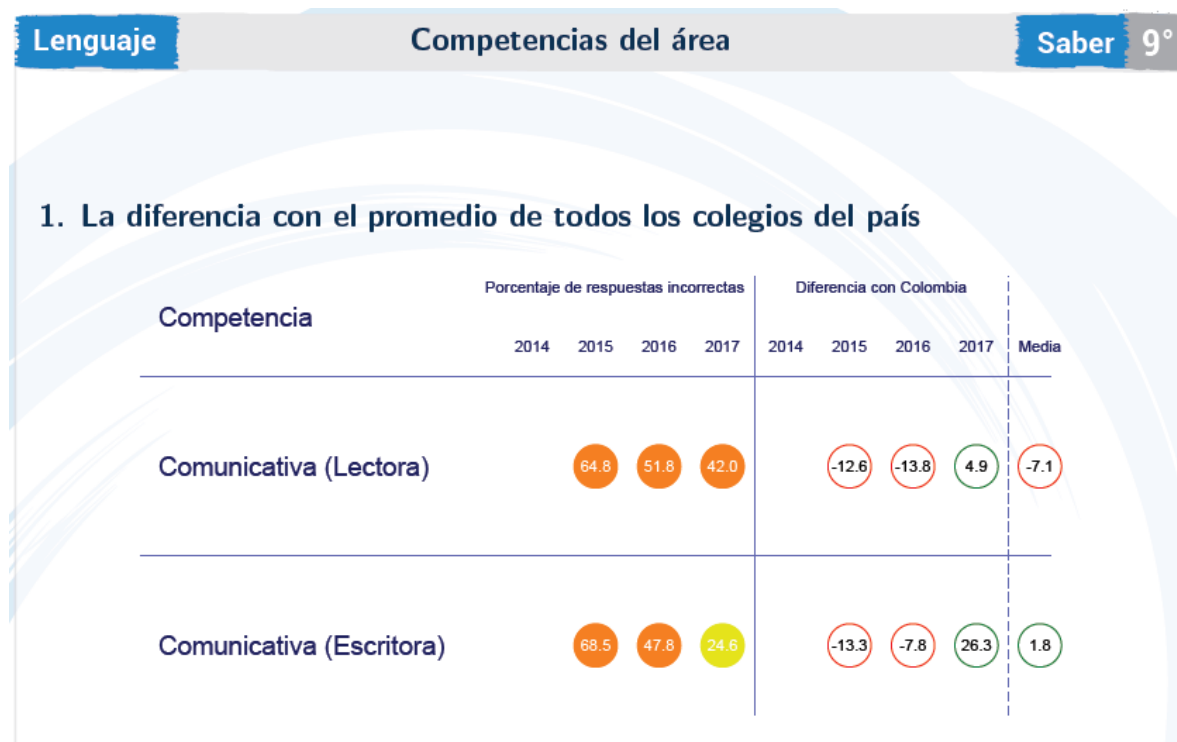 Lenguaje Competencias del área Saber 9°
1. La diferencia con el promedio de todos los colegios del país
Porcentaje de respuestas incorrectas Diferencia con Colombia
Competencia
2014 2015 2016 2017 2014 2015 2016 2017 Media
Comunicativa (Lectora) 64.8 51.8 42.0 -12.6 -13.8 4.9 -7.1
Comunicativa (Escritora) 68.5 47.8 24.6 -13.3 -7.8 26.3 1.8